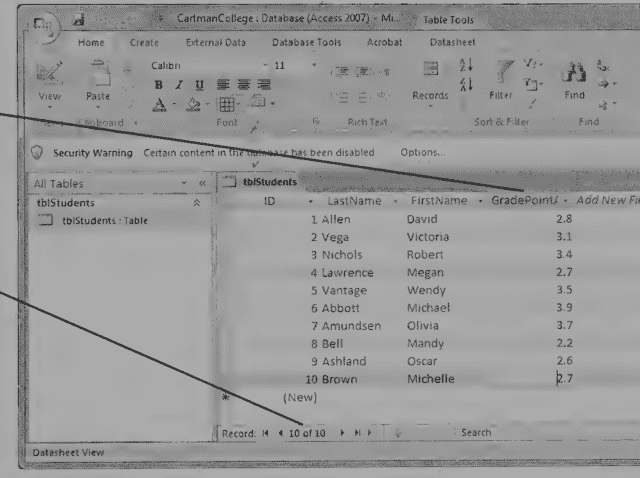 CartmanCollege : Database (Access 2007) - Mi...
Table Tools
Home Create External Data Database Tools Acrobat Datasheet
Calibri 11
B I U
A
View Paste Records Filter Find
Clipboard Font Rich Text Sort & Filter Find
Security Warning Certain content in the database has been disabled Options...
All Tables «
tblStudents
tblStudents : Table
tblStudents
ID LastName FirstName GradePoint Add New Fi
1 Allen David 2.8
2 Vega Victoria 3.1
3 Nichols Robert 3.4
4 Lawrence Megan 2.7
5 Vantage Wendy 3.5
6 Abbott Michael 3.9
7 Amundsen Olivia 3.7
8 Bell Mandy 2.2
9 Ashland Oscar 2.6
10 Brown Michelle 2.7
* (New)
Record: 10 of 10 Search
Datasheet View